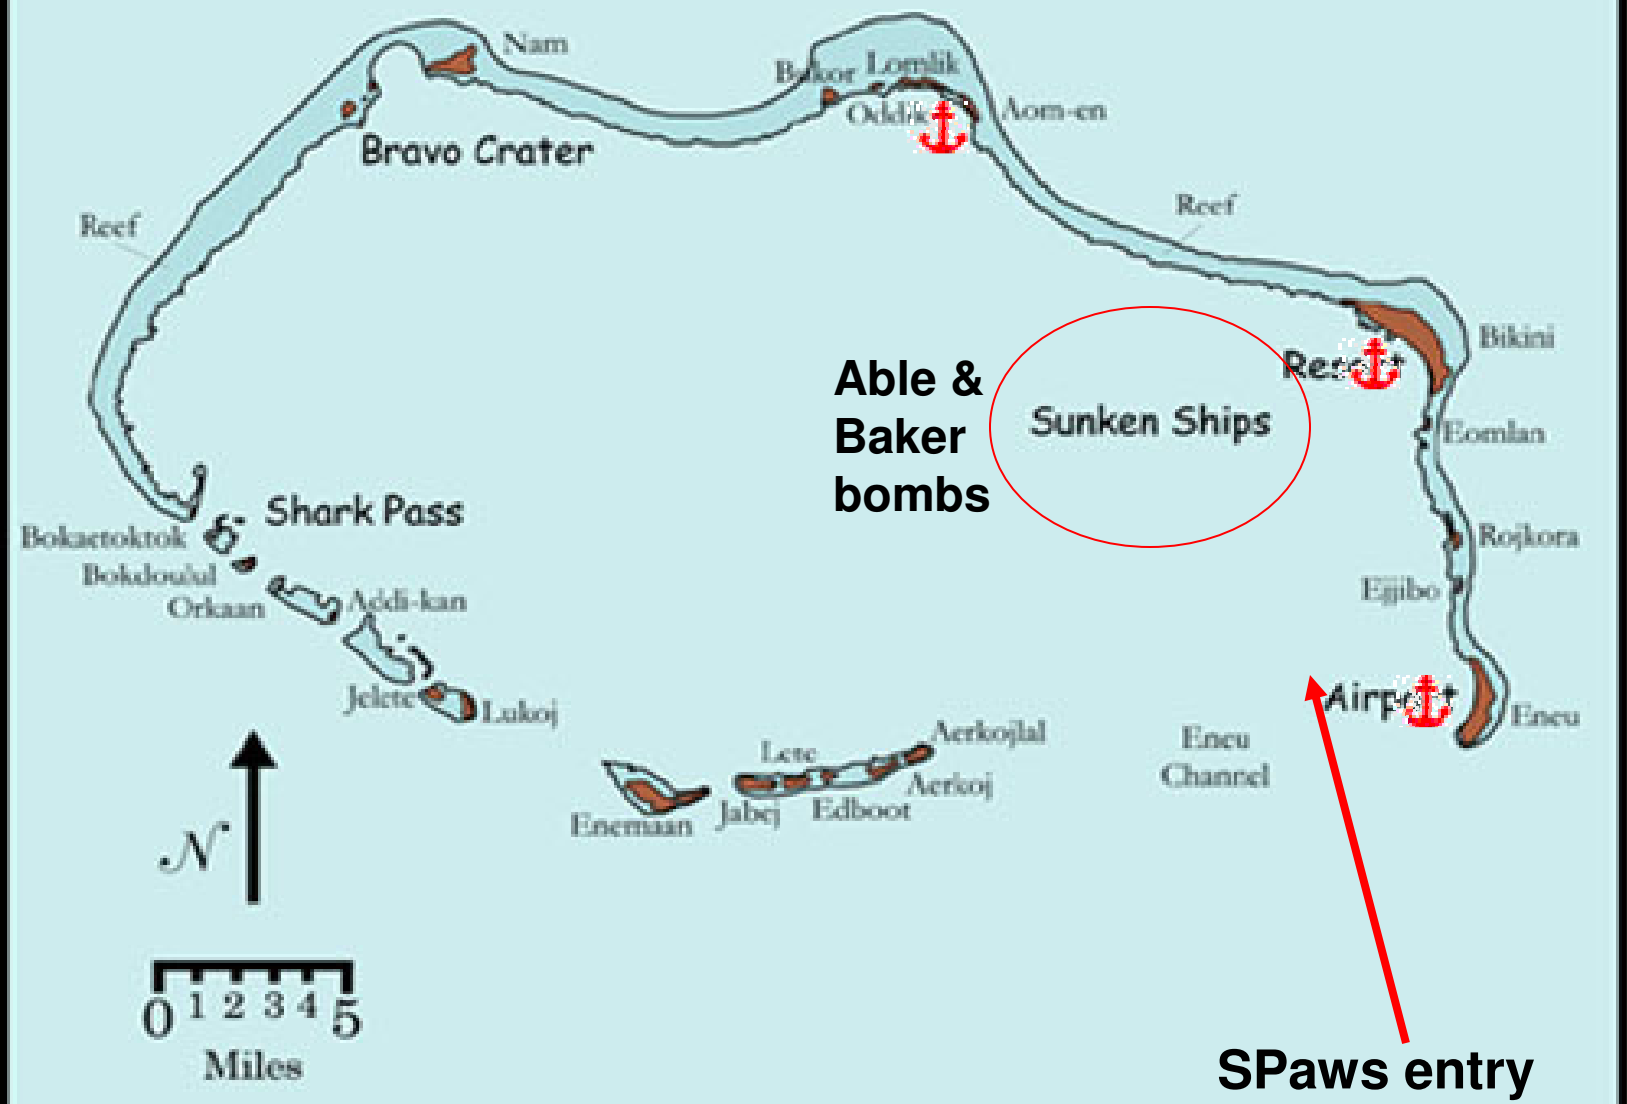 Nam
Bokor
Lomlik
Oddik
Aom-en
Bravo Crater
Reef
Reef
Bikini
Resort
Able &
Baker
bombs
Sunken Ships
Eomlan
Shark Pass
Bokaetoktok
Rojkora
Bokdoulul
Ejjibo
Orkaan
Addi-kan
Jelete
Lukoj
Airport
Eneu
Eneu
Channel
Aerkojlal
Lete
Aerkoj
Jabej
Edboot
Enemaan
N
0 1 2 3 4 5
Miles
SPaws entry